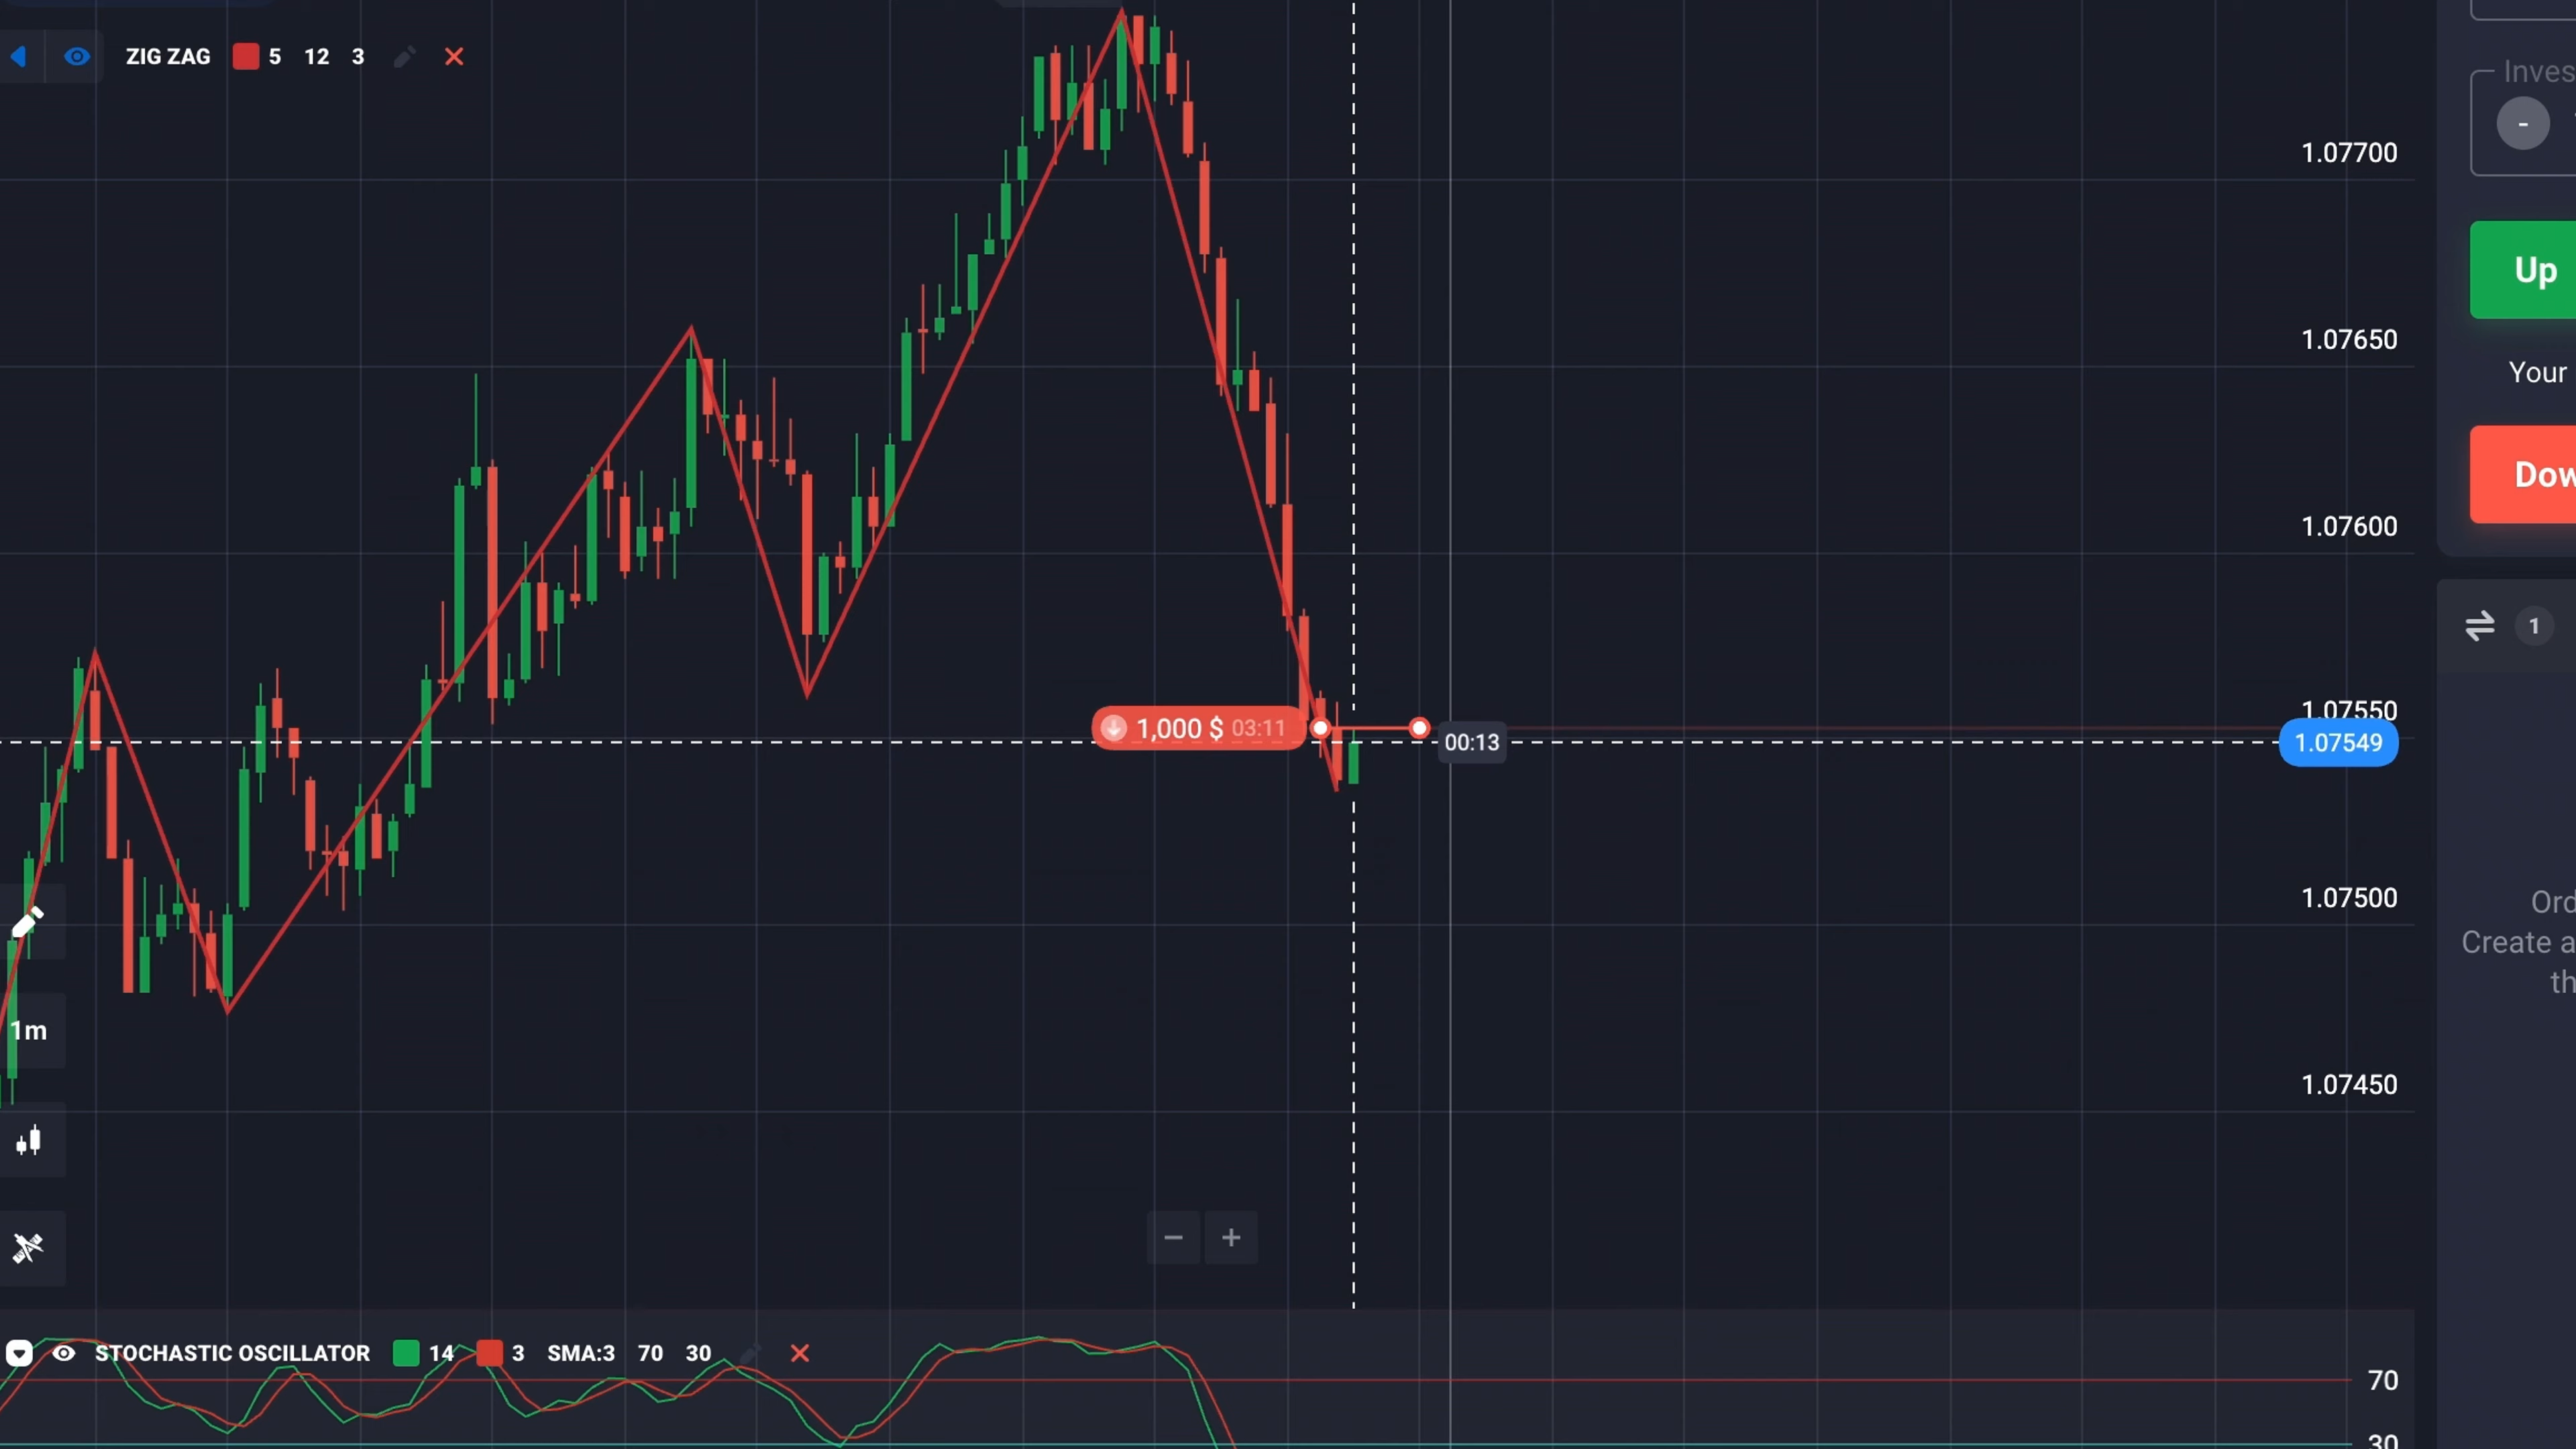 ZIG ZAG 5 12 3
Inves
-
1.07700
Up
1.07650
Your
Dow
1.07600
1
1.07550
1,000 $ 03:11
00:13
1.07549
1.07500
Ord
Create a
th
1m
1.07450
STOCHASTIC OSCILLATOR 14 3 SMA:3 70 30
70
30